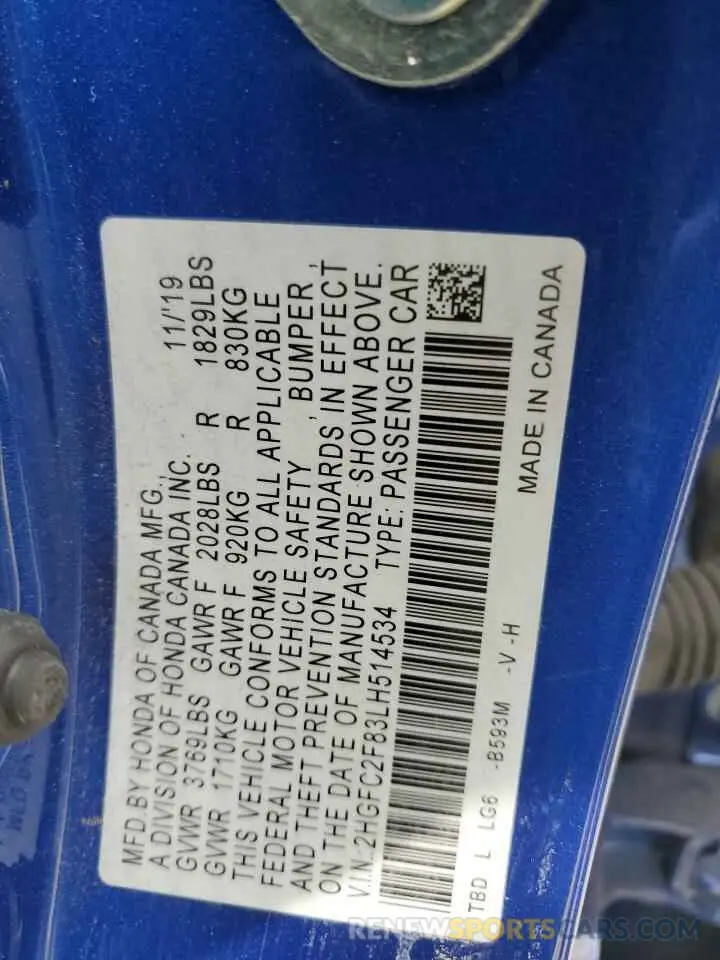 MFD.BY HONDA OF CANADA MFG., 11/'19
A DIVISION OF HONDA CANADA INC.
GVWR 3769LBS GAWR F 2028LBS R 1829LBS
GVWR 1710KG GAWR F 920KG R 830KG
THIS VEHICLE CONFORMS TO ALL APPLICABLE
FEDERAL MOTOR VEHICLE SAFETY , BUMPER ,
AND THEFT PREVENTION STANDARDS IN EFFECT
ON THE DATE OF MANUFACTURE SHOWN ABOVE.
V.I.N: 2HGFC2F83LH514534 TYPE: PASSENGER CAR
TBD L LG6 -B593M -V -H
MADE IN CANADA
RENEWSPORTSCARS.COM